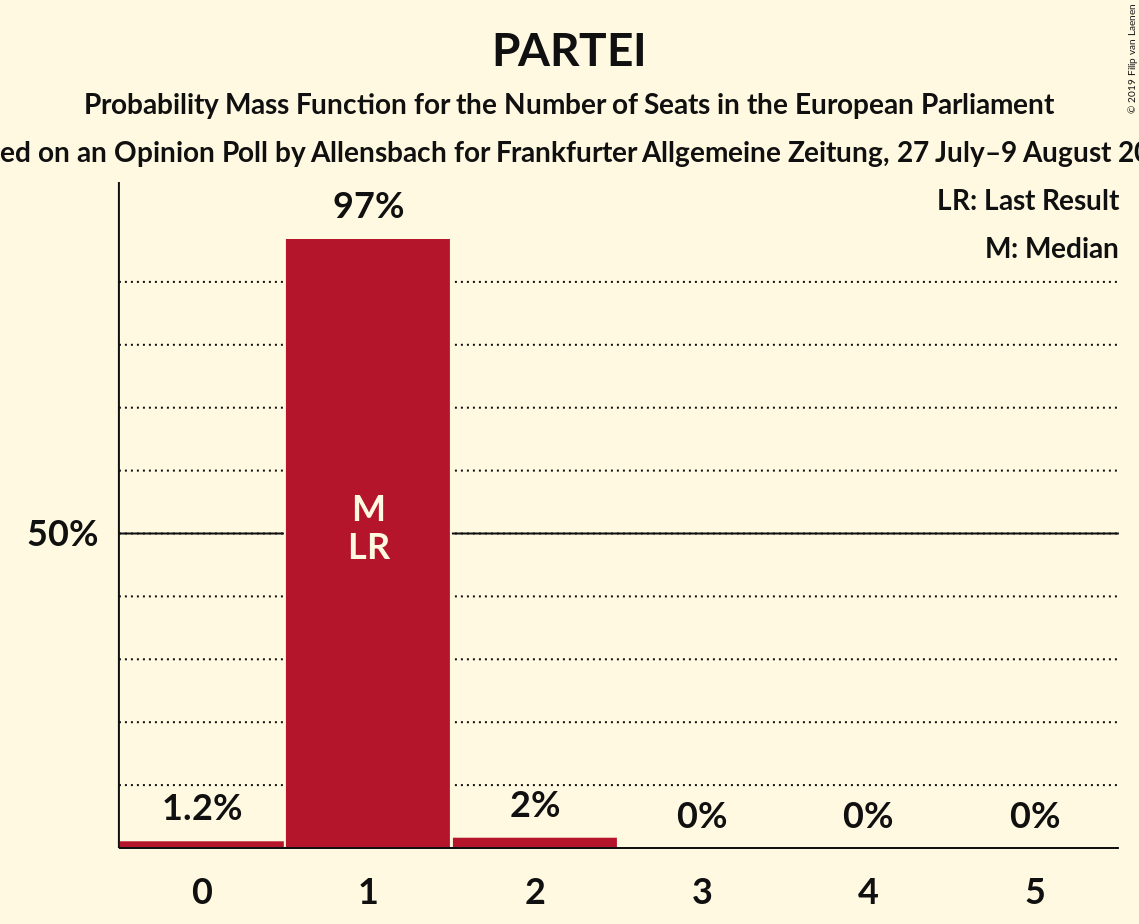 PARTEI
Probability Mass Function for the Number of Seats in the European Parliament
on an Opinion Poll by Allensbach for Frankfurter Allgemeine Zeitung, 27 July–9 August
© 2019 Filip van Laenen
LR: Last Result
M: Median
97%
M
LR
50%
1.2%
2%
0%
0%
0%
0
1
2
3
4
5